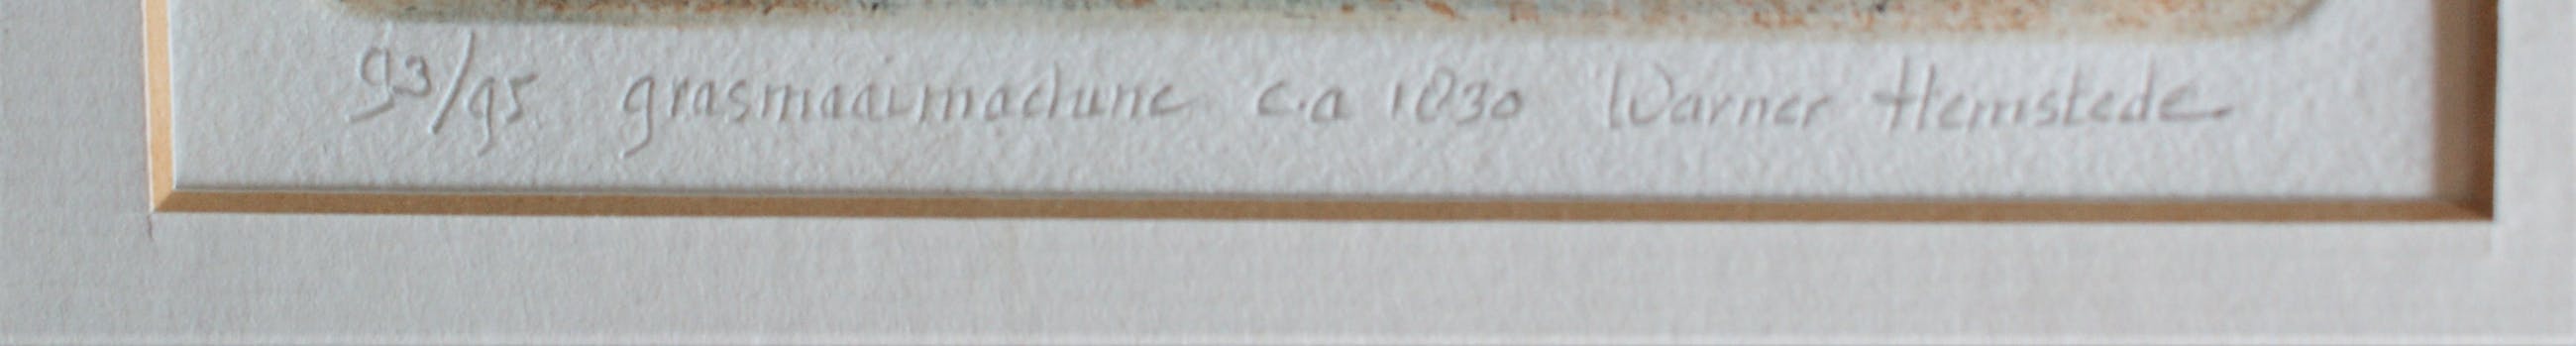 93/95 grasmaaimachine c.a 1830 Warner Hemstede